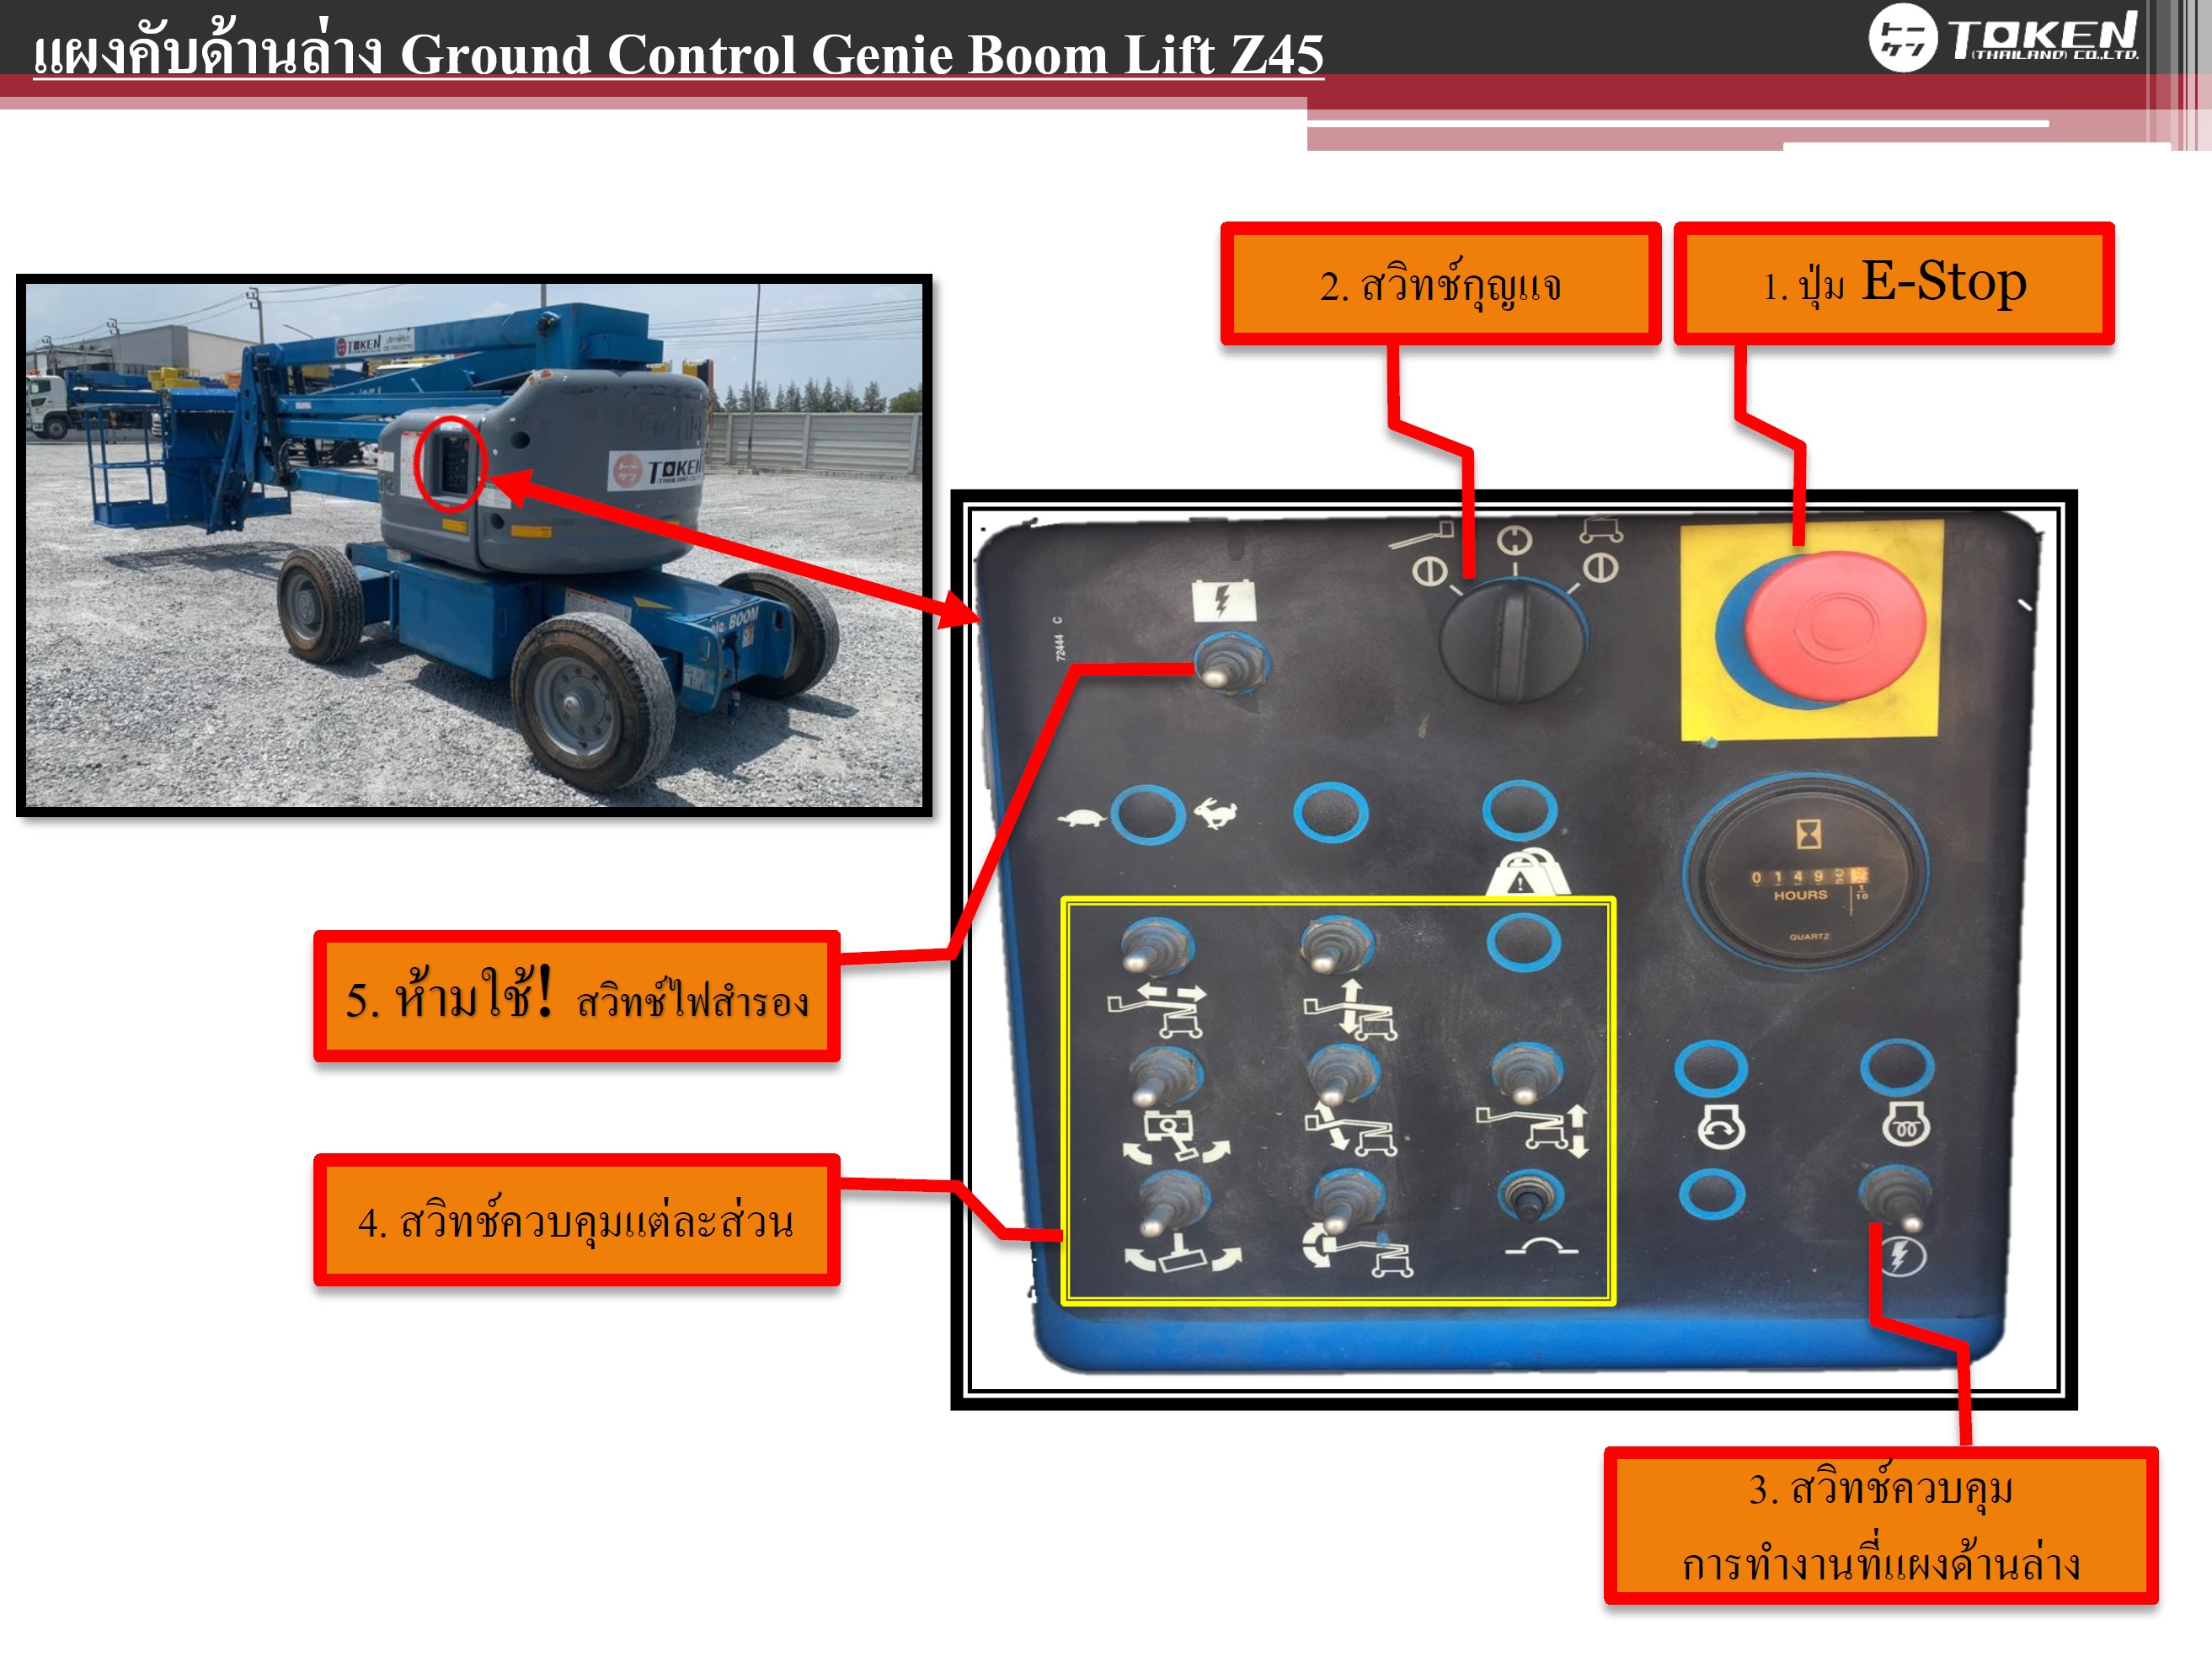 แผงคับด้านล่าง Ground Control Genie Boom Lift Z45
TOKEN
(THAILAND) CO.,LTD.
2. สวิทช์กุญแจ
1. ปุ่ม E-Stop
TOKEN
TOKEN
BOOM
72444 C
HOURS
1
10
QUARTZ
5. ห้ามใช้! สวิทช์ไฟสำรอง
4. สวิทช์ควบคุมแต่ละส่วน
3. สวิทช์ควบคุม
การทำงานที่แผงด้านล่าง